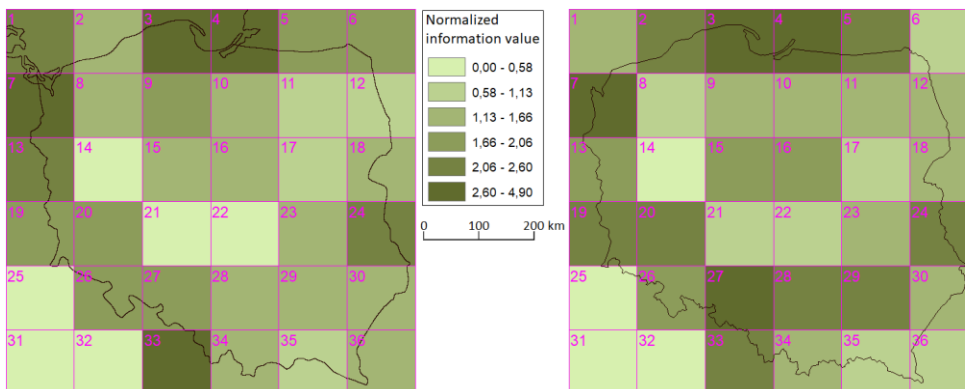 1 2 3 4 5 6
7 8 9 10 11 12
13 14 15 16 17 18
19 20 21 22 23 24
25 26 27 28 29 30
31 32 33 34 35 36
Normalized
information value
0,00 - 0,58
0,58 - 1,13
1,13 - 1,66
1,66 - 2,06
2,06 - 2,60
2,60 - 4,90
0 100 200 km
1 2 3 4 5 6
7 8 9 10 11 12
13 14 15 16 17 18
19 20 21 22 23 24
25 26 27 28 29 30
31 32 33 34 35 36